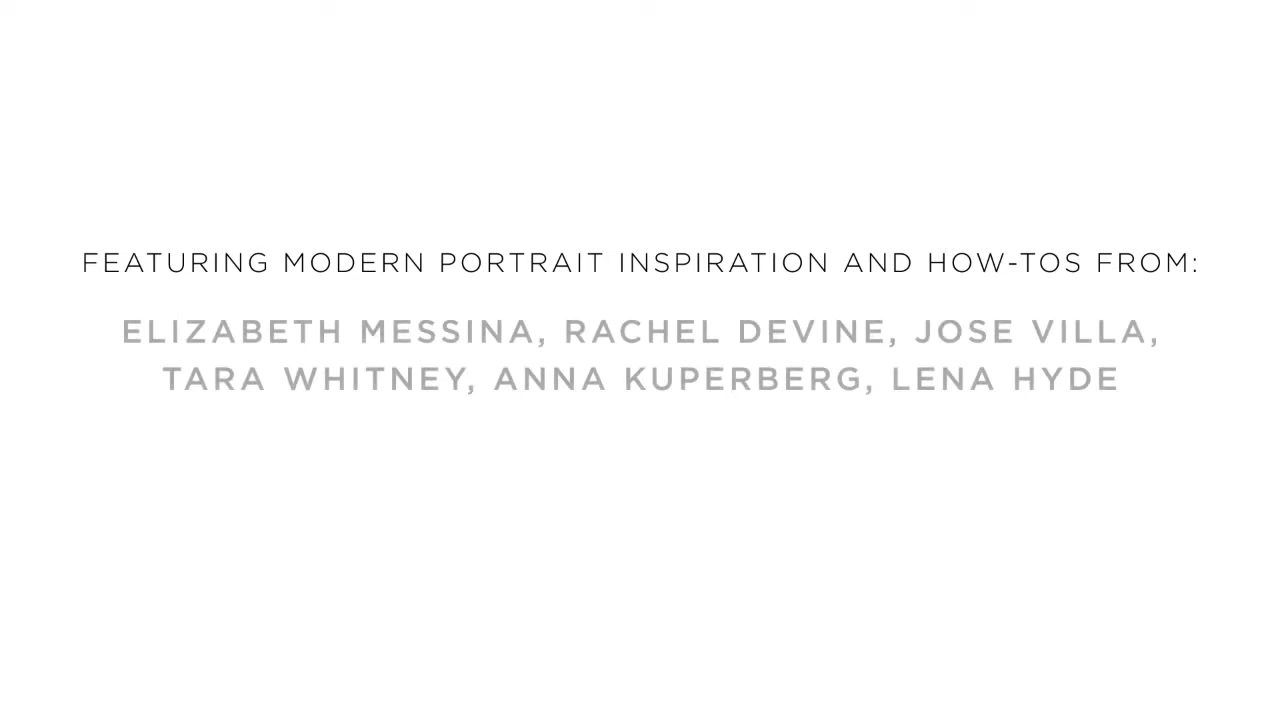 FEATURING MODERN PORTRAIT INSPIRATION AND HOW-TOS FROM:
ELIZABETH MESSINA, RACHEL DEVINE, JOSE VILLA,
TARA WHITNEY, ANNA KUPERBERG, LENA HYDE